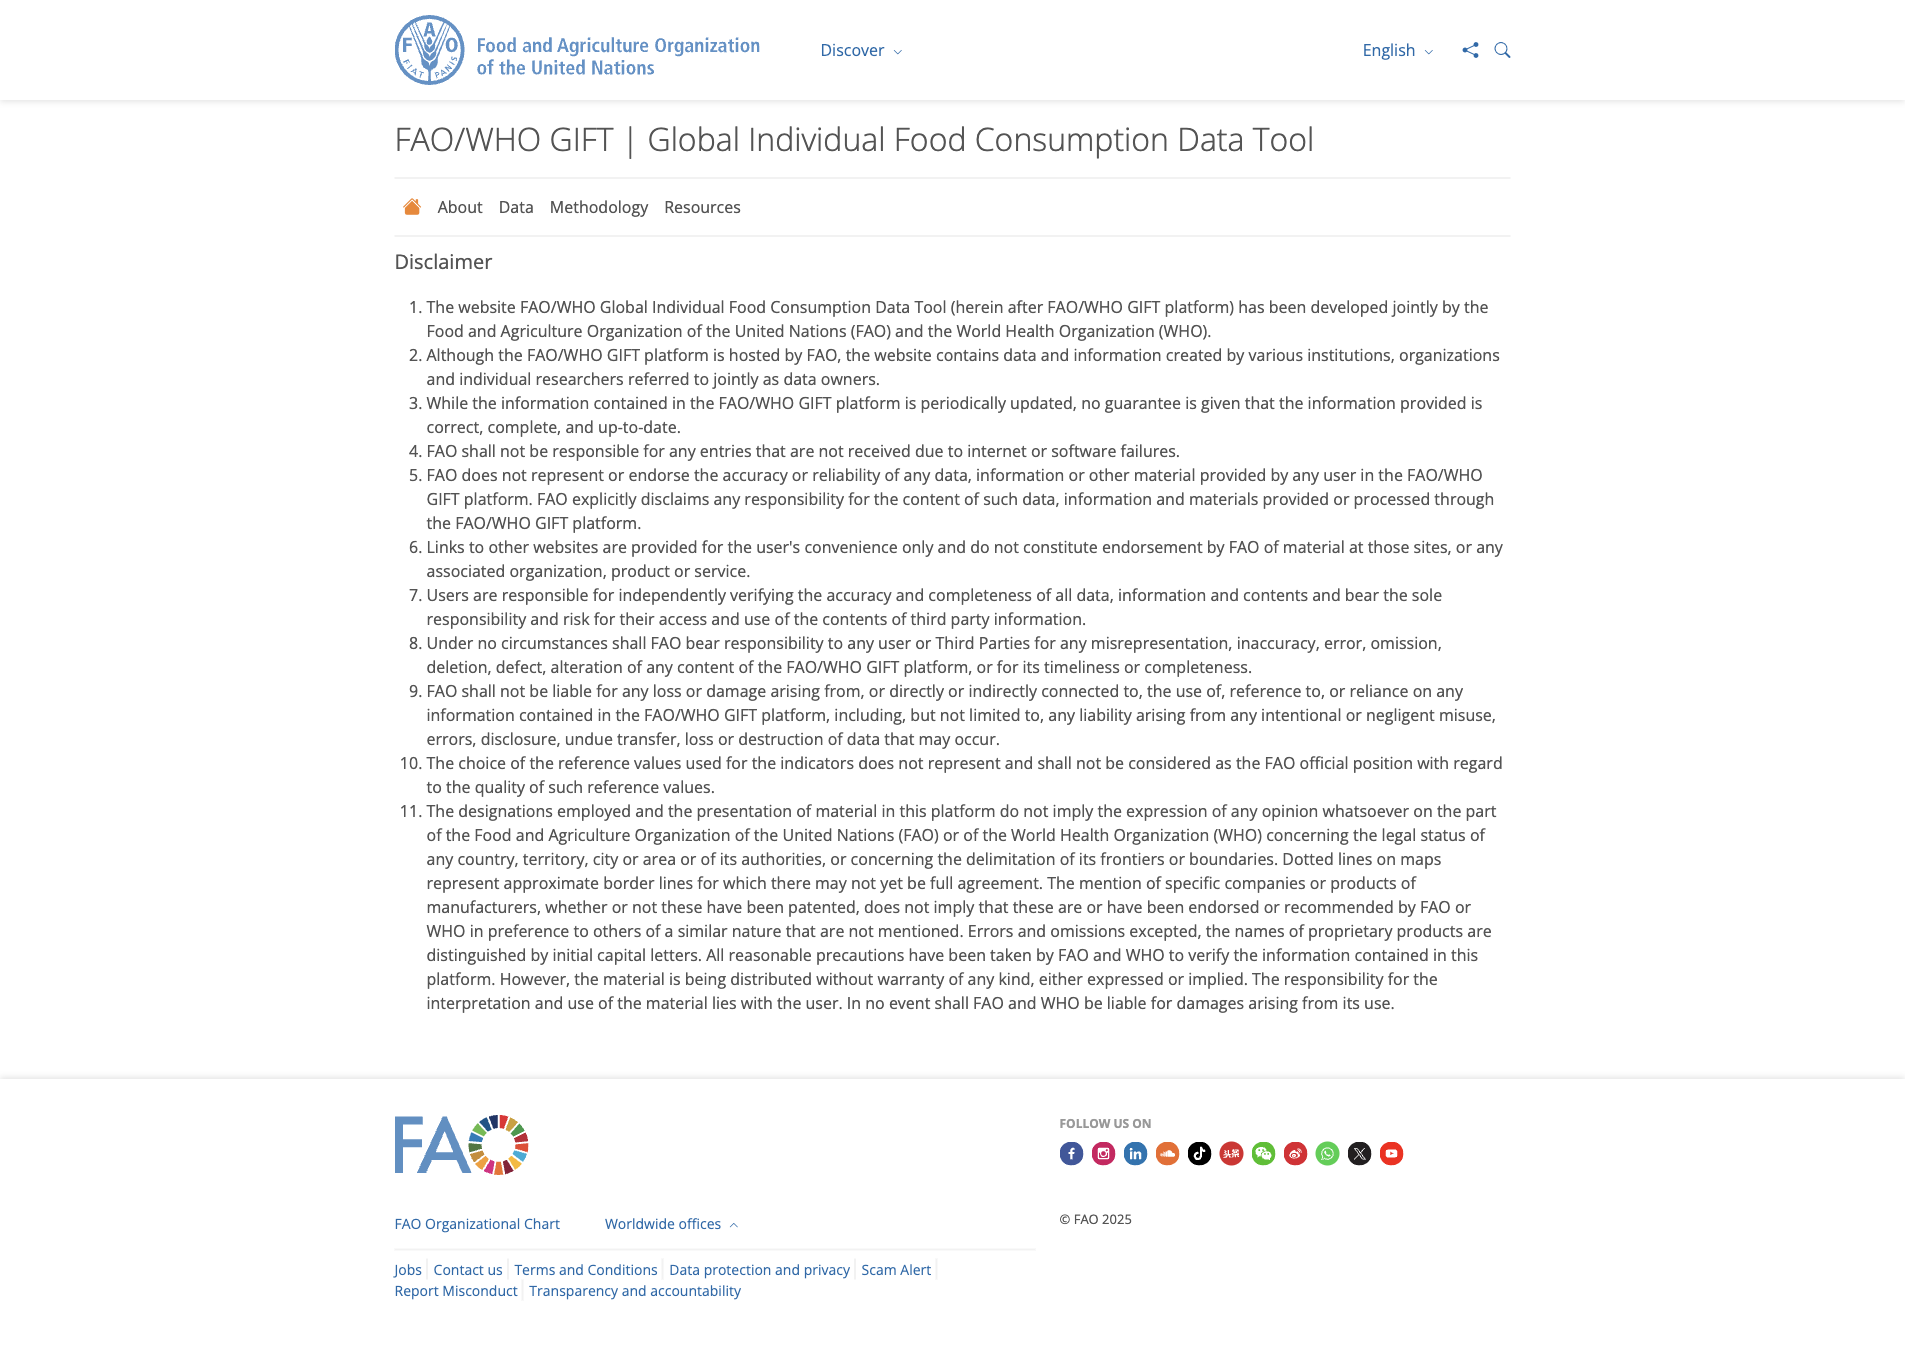 FAO
FIAT PANIS
Food and Agriculture Organization
of the United Nations
Discover
English
FAO/WHO GIFT | Global Individual Food Consumption Data Tool
About Data Methodology Resources
Disclaimer
1. The website FAO/WHO Global Individual Food Consumption Data Tool (herein after FAO/WHO GIFT platform) has been developed jointly by the
Food and Agriculture Organization of the United Nations (FAO) and the World Health Organization (WHO).
2. Although the FAO/WHO GIFT platform is hosted by FAO, the website contains data and information created by various institutions, organizations
and individual researchers referred to jointly as data owners.
3. While the information contained in the FAO/WHO GIFT platform is periodically updated, no guarantee is given that the information provided is
correct, complete, and up-to-date.
4. FAO shall not be responsible for any entries that are not received due to internet or software failures.
5. FAO does not represent or endorse the accuracy or reliability of any data, information or other material provided by any user in the FAO/WHO
GIFT platform. FAO explicitly disclaims any responsibility for the content of such data, information and materials provided or processed through
the FAO/WHO GIFT platform.
6. Links to other websites are provided for the user's convenience only and do not constitute endorsement by FAO of material at those sites, or any
associated organization, product or service.
7. Users are responsible for independently verifying the accuracy and completeness of all data, information and contents and bear the sole
responsibility and risk for their access and use of the contents of third party information.
8. Under no circumstances shall FAO bear responsibility to any user or Third Parties for any misrepresentation, inaccuracy, error, omission,
deletion, defect, alteration of any content of the FAO/WHO GIFT platform, or for its timeliness or completeness.
9. FAO shall not be liable for any loss or damage arising from, or directly or indirectly connected to, the use of, reference to, or reliance on any
information contained in the FAO/WHO GIFT platform, including, but not limited to, any liability arising from any intentional or negligent misuse,
errors, disclosure, undue transfer, loss or destruction of data that may occur.
10. The choice of the reference values used for the indicators does not represent and shall not be considered as the FAO official position with regard
to the quality of such reference values.
11. The designations employed and the presentation of material in this platform do not imply the expression of any opinion whatsoever on the part
of the Food and Agriculture Organization of the United Nations (FAO) or of the World Health Organization (WHO) concerning the legal status of
any country, territory, city or area or of its authorities, or concerning the delimitation of its frontiers or boundaries. Dotted lines on maps
represent approximate border lines for which there may not yet be full agreement. The mention of specific companies or products of
manufacturers, whether or not these have been patented, does not imply that these are or have been endorsed or recommended by FAO or
WHO in preference to others of a similar nature that are not mentioned. Errors and omissions excepted, the names of proprietary products are
distinguished by initial capital letters. All reasonable precautions have been taken by FAO and WHO to verify the information contained in this
platform. However, the material is being distributed without warranty of any kind, either expressed or implied. The responsibility for the
interpretation and use of the material lies with the user. In no event shall FAO and WHO be liable for damages arising from its use.
FAO
FOLLOW US ON
头条
FAO Organizational Chart
Worldwide offices
© FAO 2025
Jobs Contact us Terms and Conditions Data protection and privacy Scam Alert
Report Misconduct Transparency and accountability